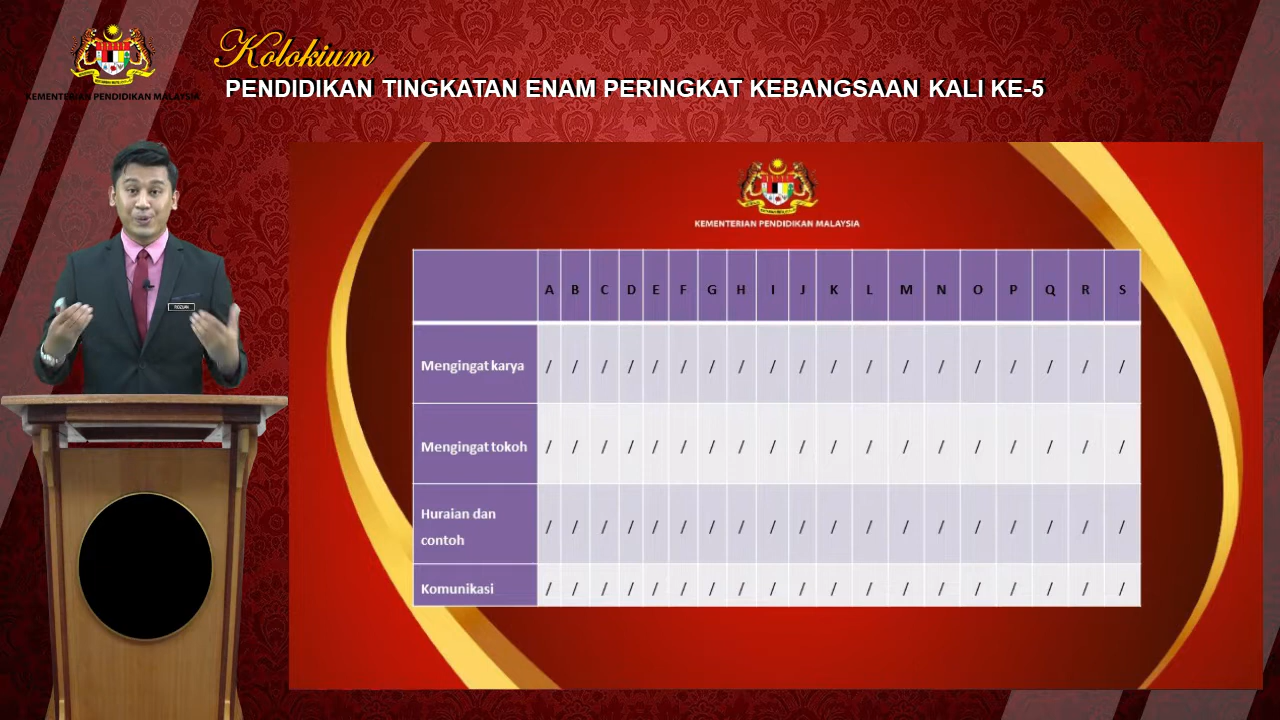 KEMENTERIAN PENDIDIKAN MALAYSIA
Kolokium
PENDIDIKAN TINGKATAN ENAM PERINGKAT KEBANGSAAN KALI KE-5
KEMENTERIAN PENDIDIKAN MALAYSIA
A B C D E F G H I J K L M N O P Q R S
Mengingat karya / / / / / / / / / / / / / / / / / / /
Mengingat tokoh / / / / / / / / / / / / / / / / / / /
Huraian dan
contoh / / / / / / / / / / / / / / / / / / /
Komunikasi / / / / / / / / / / / / / / / / / /